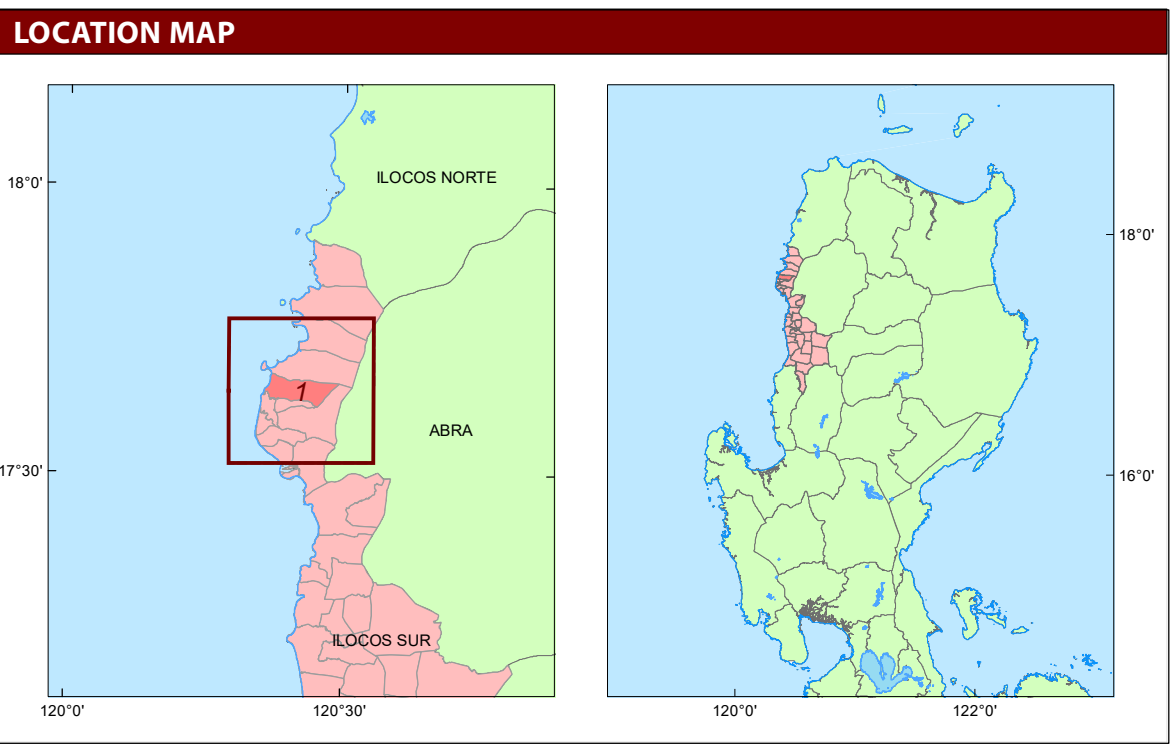 LOCATION MAP
18°0'
ILOCOS NORTE
18°0'
1
ABRA
17°30'
16°0'
ILOCOS SUR
120°0'
120°30'
120°0'
122°0'